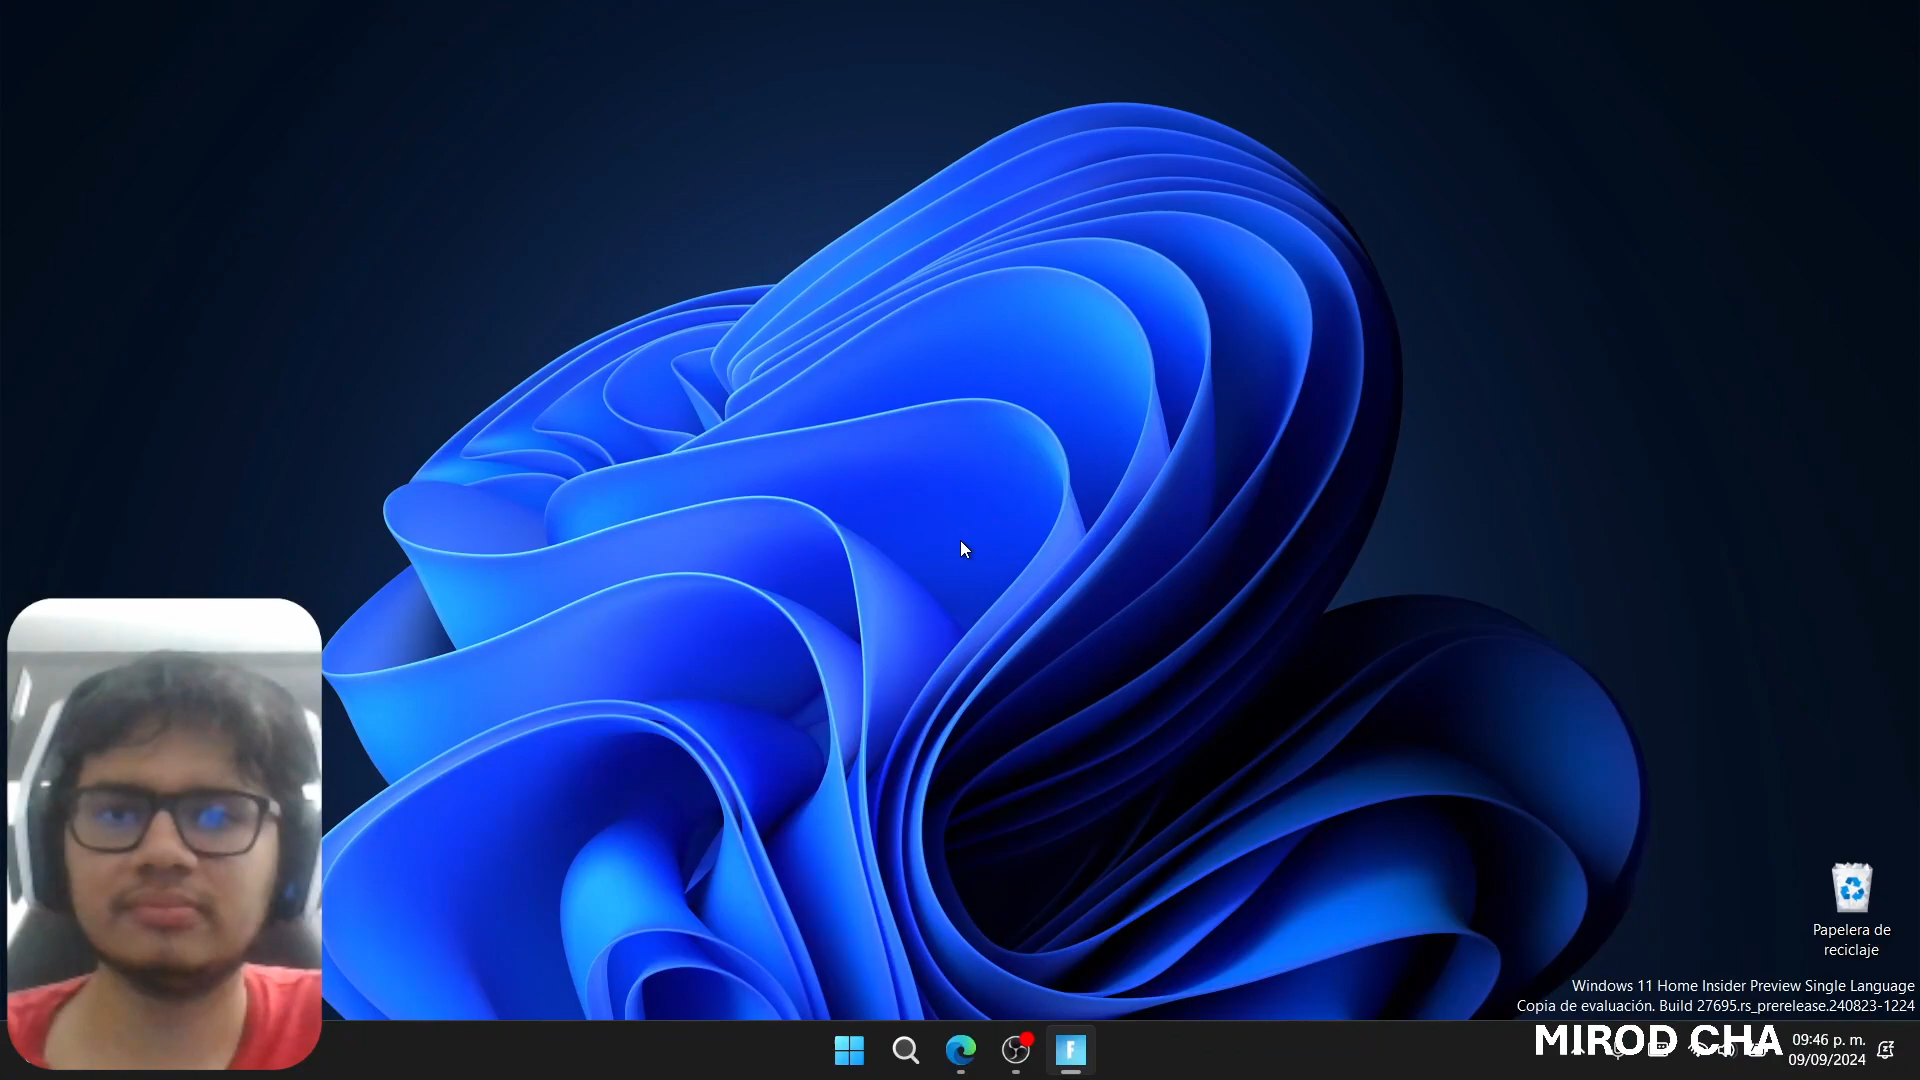 Papelera de
reciclaje
Windows 11 Home Insider Preview Single Language
Copia de evaluación. Build 27695.rs_prerelease.240823-1224
F
MIROD CHA
09:46 p. m.
09/09/2024